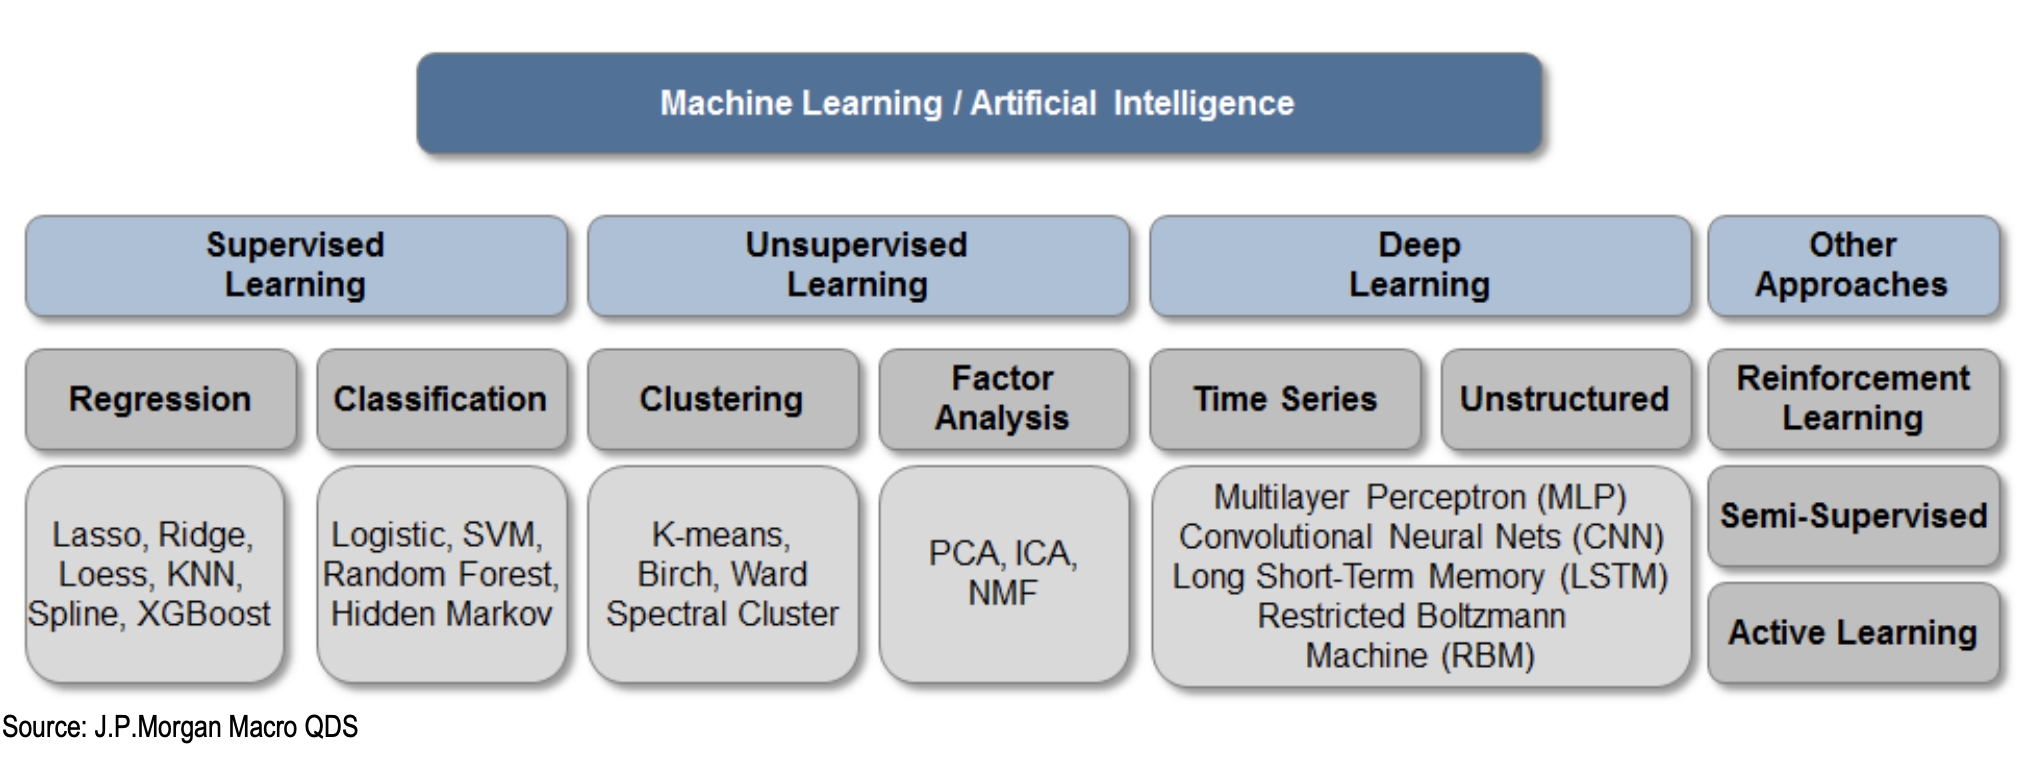 Machine Learning / Artificial Intelligence
Supervised
Learning
Unsupervised
Learning
Deep
Learning
Other
Approaches
Regression
Classification
Clustering
Factor
Analysis
Time Series
Unstructured
Reinforcement
Learning
Lasso, Ridge,
Loess, KNN,
Spline, XGBoost
Logistic, SVM,
Random Forest,
Hidden Markov
K-means,
Birch, Ward
Spectral Cluster
PCA, ICA,
NMF
Multilayer Perceptron (MLP)
Convolutional Neural Nets (CNN)
Long Short-Term Memory (LSTM)
Restricted Boltzmann
Machine (RBM)
Semi-Supervised
Active Learning
Source: J.P.Morgan Macro QDS